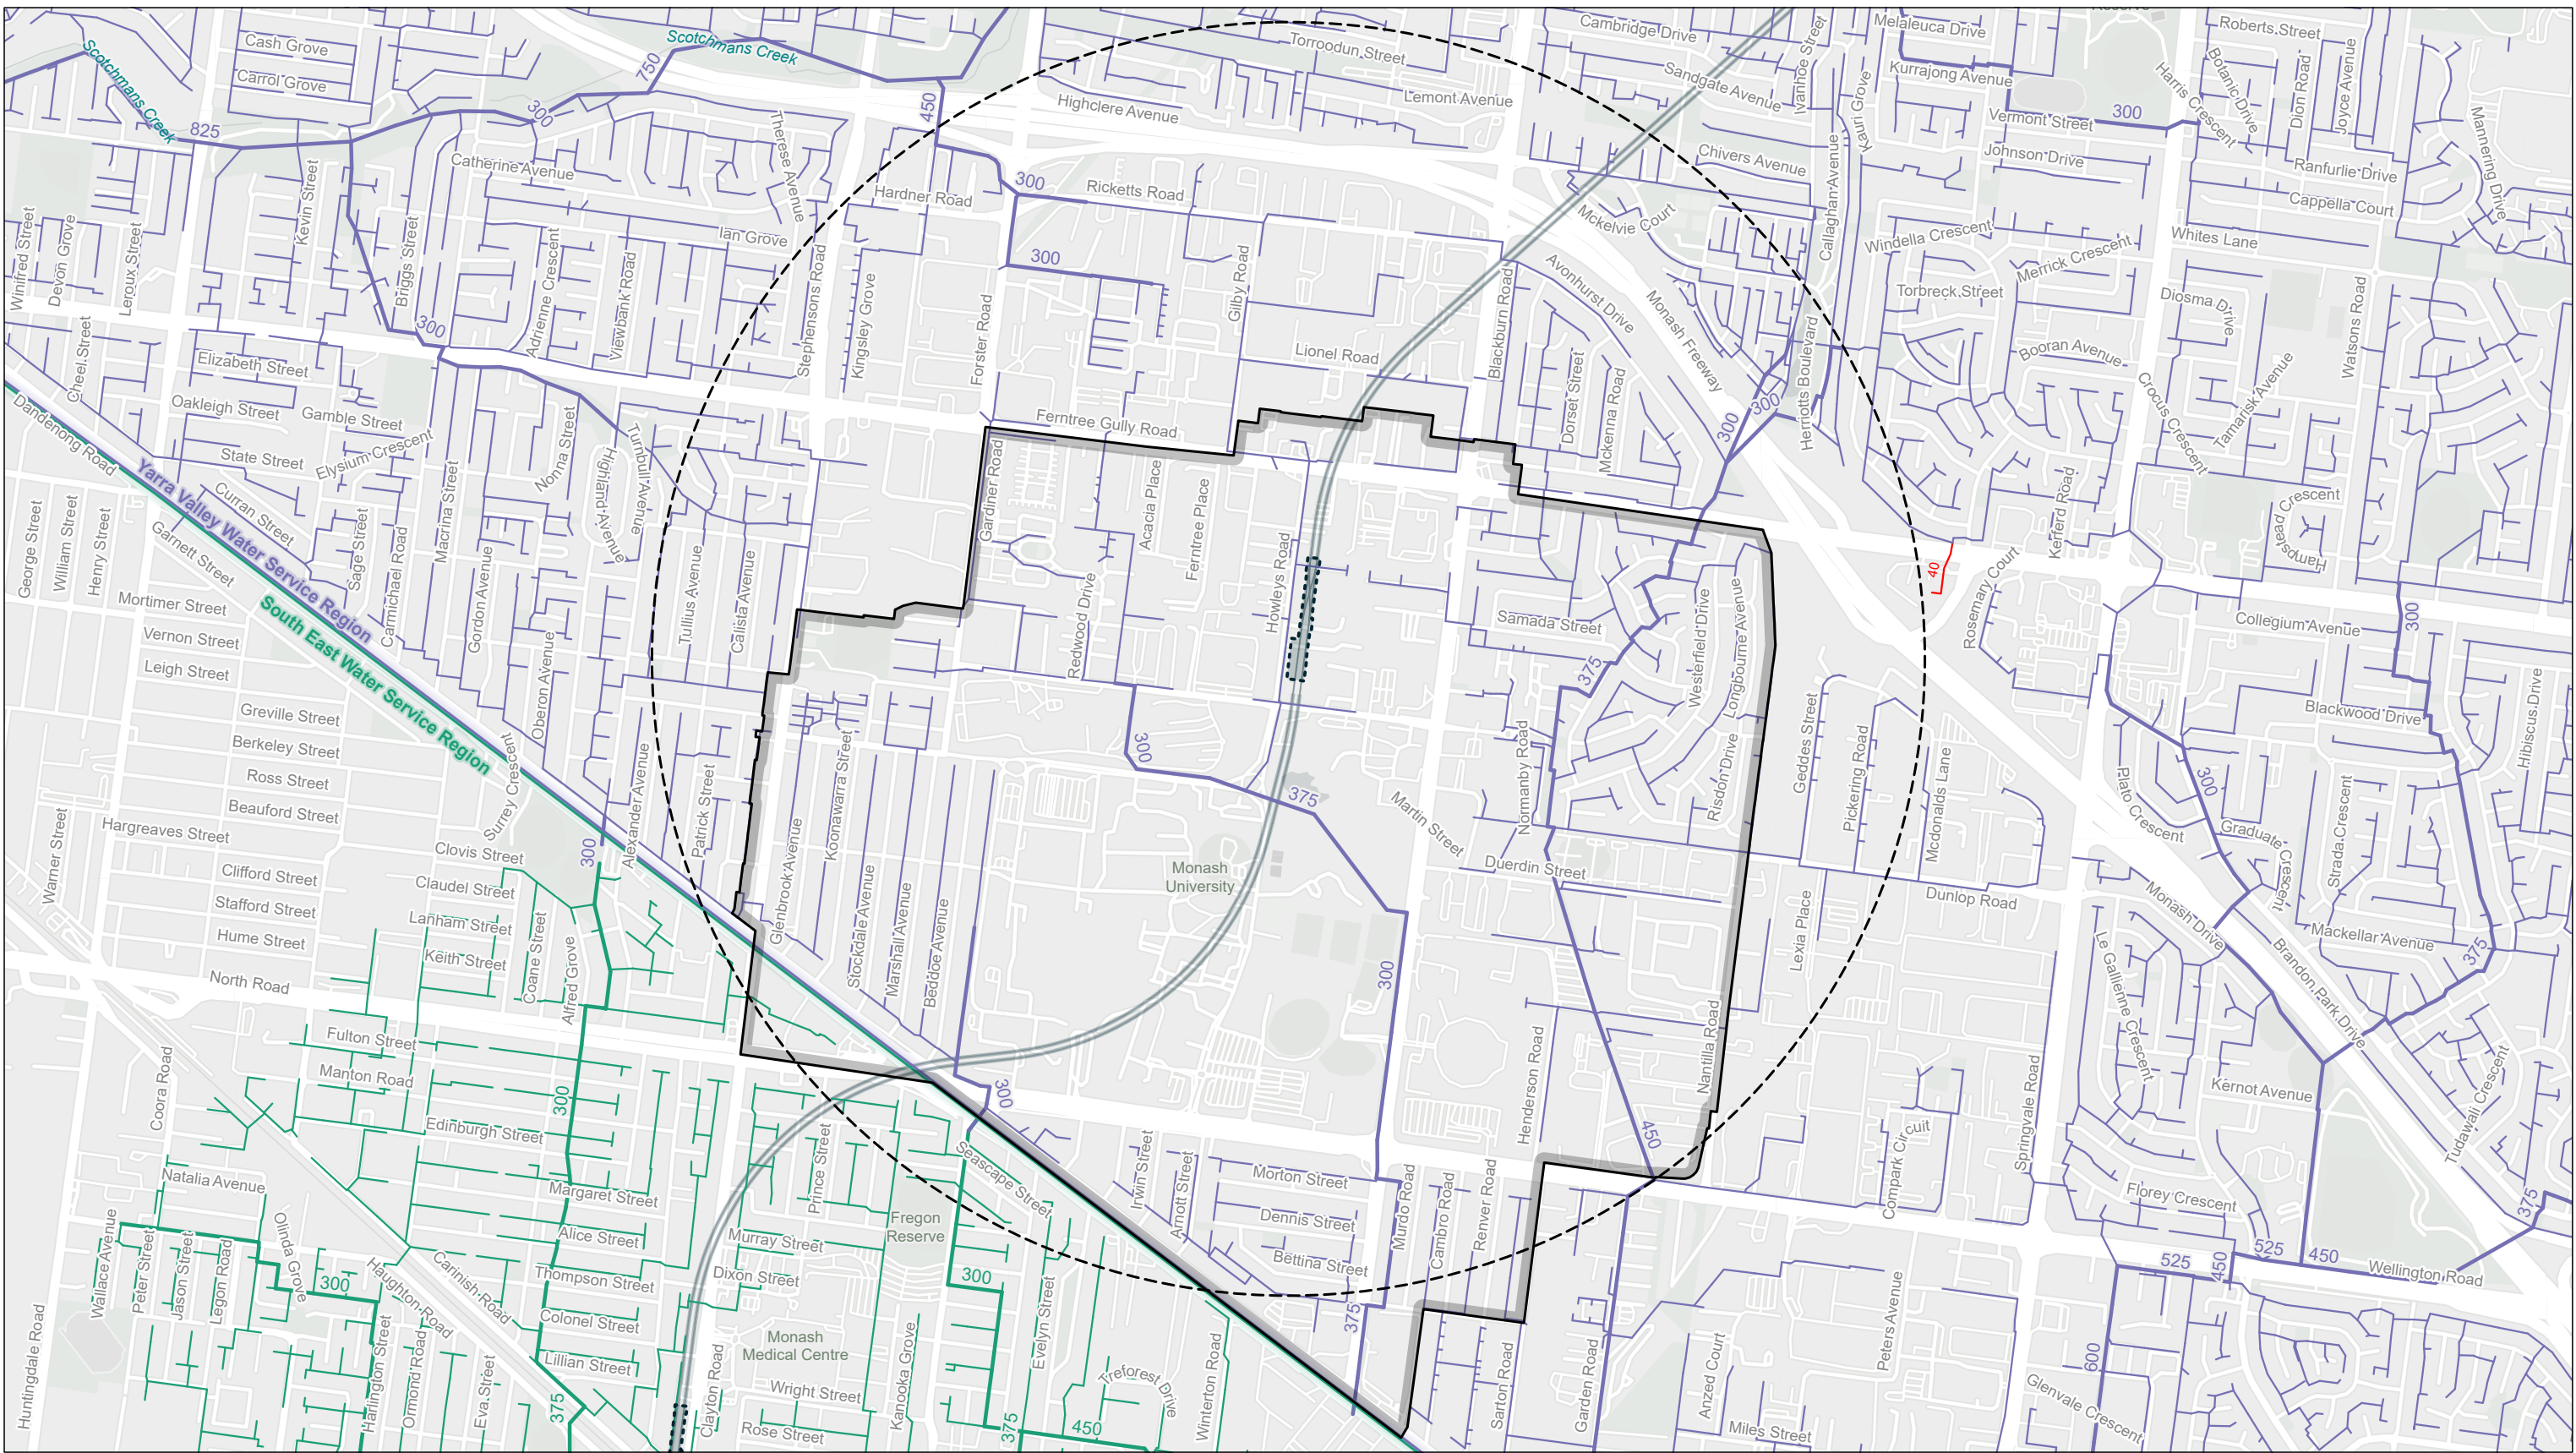 Scotchmans Creek
Cash Grove
Carrol Grove
Scotchmans Creek
825
300
750
450
Therese Avenue
Highclere Avenue
Torroodun Street
Lemont Avenue
Cambridge Drive
Sandgate Avenue
Ivanhoe Street
Kauri Grove
Melaleuca Drive
Kurrajong Avenue
Roberts Street
Botanic Drive
Dion Road
Joyce Avenue
Harris Crescent
300
Vermont Street
Johnson Drive
Ranfurlie Drive
Cappella Court
Mannering Drive
Catherine Avenue
Kevin Street
Hardner Road
300
Ricketts Road
Chivers Avenue
Callaghan Avenue
Mckelvie Court
Winifred Street
Devon Grove
Leroux Street
Briggs Street
Ian Grove
Adrienne Crescent
Viewbank Road
Stephensons Road
Kingsley Grove
300
Gilby Road
Forster Road
Blackburn Road
Avonhurst Drive
Monash Freeway
Windella Crescent
Merrick Crescent
Whites Lane
Torbreck Street
Diosma Drive
Watsons Road
Booran Avenue
Cheel Street
Elizabeth Street
300
Lionel Road
Oakleigh Street
Gamble Street
Dandenong Road
State Street
Elysium Crescent
Nonna Street
Turnbull Avenue
Highland Avenue
Ferntree Gully Road
Dorset Street
Mckenna Road
300
300
Herriotts Boulevard
Crocus Crescent
Tamarisk Avenue
Yarra Valley Water Service Region
South East Water Service Region
Curran Street
Garnett Street
George Street
William Street
Henry Street
Sage Street
Carmichael Road
Macrina Street
Gordon Avenue
Gardiner Road
Acacia Place
Ferntree Place
Howleys Road
Redwood Drive
Kerferd Road
Hampstead Crescent
40
Rosemary Court
300
Collegium Avenue
Blackwood Drive
Hibiscus Drive
Mortimer Street
Vernon Street
Leigh Street
Greville Street
Berkeley Street
Ross Street
Beauford Street
Hargreaves Street
Clifford Street
Stafford Street
Hume Street
North Road
Warner Street
Surrey Crescent
Oberon Avenue
Tullius Avenue
Calista Avenue
Alexander Avenue
Patrick Street
300
Clovis Street
Claudel Street
Lanham Street
Keith Street
Coane Street
Alfred Grove
Samada Street
375
Westerfield Drive
Longbourne Avenue
Risdon Drive
Normanby Road
Geddes Street
Pickering Road
Mcdonalds Lane
Plato Crescent
300
Graduate Crescent
Strada Crescent
Mackellar Avenue
375
Glenbrook Avenue
Koonawarra Street
Stockdale Avenue
Marshall Avenue
Beddoe Avenue
300
375
Martin Street
Monash
University
Duerdin Street
Lexia Place
Dunlop Road
Monash Drive
Le Gallienne Crescent
Brandon Park Drive
300
Henderson Road
Nantilla Road
450
Springvale Road
Compark Circuit
Kernot Avenue
Tudawali Crescent
Florey Crescent
375
525
450
525
450
Wellington Road
600
Glenvale Crescent
Fulton Street
Manton Road
Coora Road
300
Edinburgh Street
Natalia Avenue
Margaret Street
Alice Street
Thompson Street
Colonel Street
Lillian Street
375
Wallace Avenue
Peter Street
Jason Street
Legon Road
Olinda Grove
300
Haughton Road
Carinish Road
Huntingdale Road
Harlington Street
Ormond Road
Eva Street
Prince Street
Murray Street
Dixon Street
Monash
Medical Centre
Wright Street
Rose Street
Clayton Road
Kanooka Grove
Fregon
Reserve
300
Seascape Street
300
Evelyn Street
375
450
Treforest Drive
Winterton Road
Irwin Street
Arnott Street
Morton Street
Dennis Street
Bettina Street
375
Murdo Road
Cambro Road
Renver Road
Sarton Road
Garden Road
Anzed Court
Peters Avenue
Miles Street